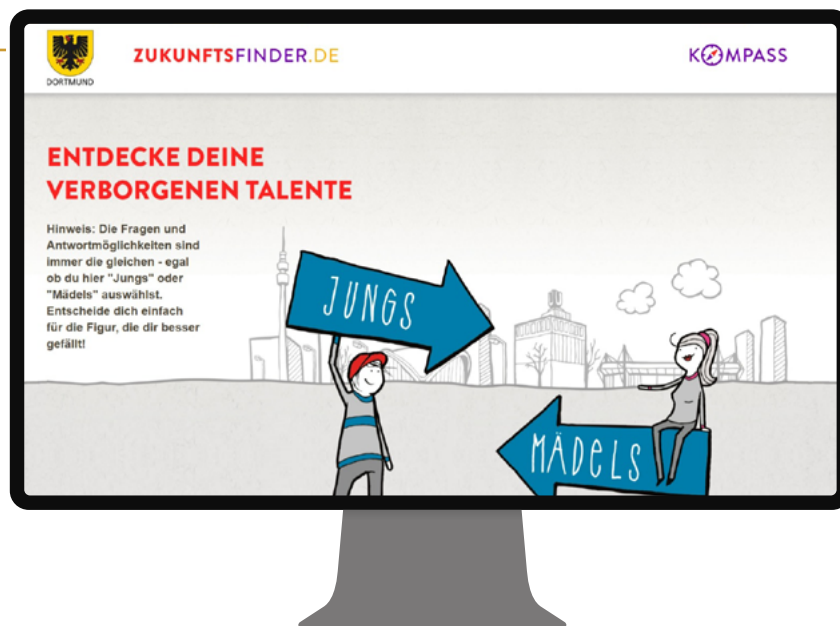 DORTMUND
ZUKUNFTSFINDER.DE
KOMPASS
ENTDECKE DEINE
VERBORGENEN TALENTE
Hinweis: Die Fragen und
Antwortmöglichkeiten sind
immer die gleichen - egal
ob du hier "Jungs" oder
"Mädels" auswählst.
Entscheide dich einfach
für die Figur, die dir besser
gefällt!
JUNGS
U
MÄDELS